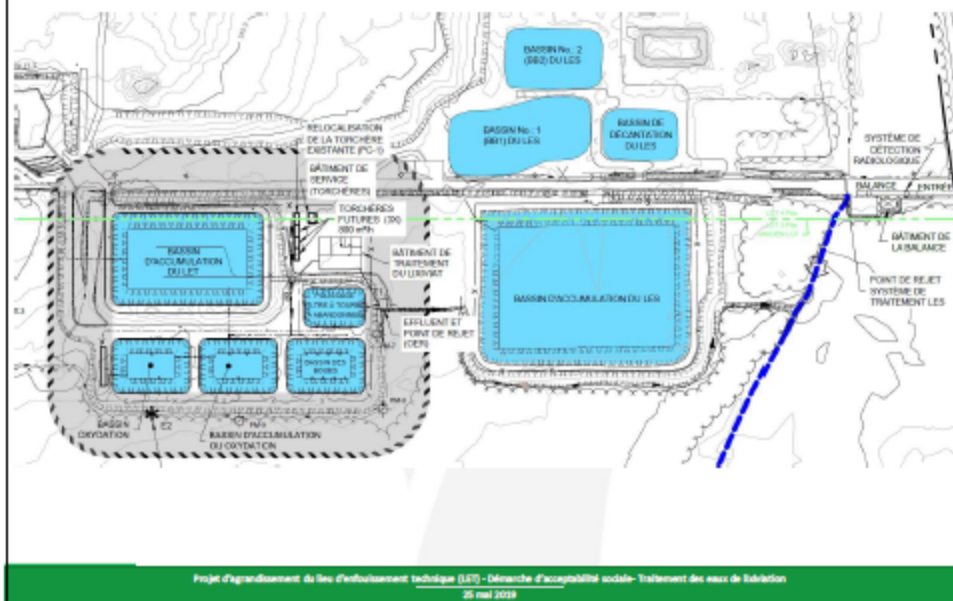 BASSIN No.: 2
(BB2) DU LES
BASSIN No.: 1
(BB1) DU LES
BASSIN DE
DÉCANTATION
DU LES
RELOCALISATION
DE LA TORCHÈRE
EXISTANTE (PC-1)
BÂTIMENT DE
SERVICE
(TORCHÈRES)
SYSTÈME DE
DÉTECTION
RADIOLOGIQUE
BALANCE
ENTRÉE
TORCHÈRES
FUTURES (3X)
800 m³/h
BÂTIMENT DE
LA BALANCE
BASSIN
D'ACCUMULATION
DU LET
BÂTIMENT DE
TRAITEMENT
DU LIXIVIAT
BASSIN D'ACCUMULATION DU LES
POINT DE REJET
SYSTÈME DE
TRAITEMENT LES
EFFLUENT ET
POINT DE REJET
BASSIN DES
BOUES
BASSIN
OXYDATION
E2
BASSIN D'ACCUMULATION
DU OXYDATION
Projet d'agrandissement du lieu d'enfouissement technique (LET) - Démarche d'acceptabilité sociale- Traitement des eaux de lixiviation
25 mai 2019